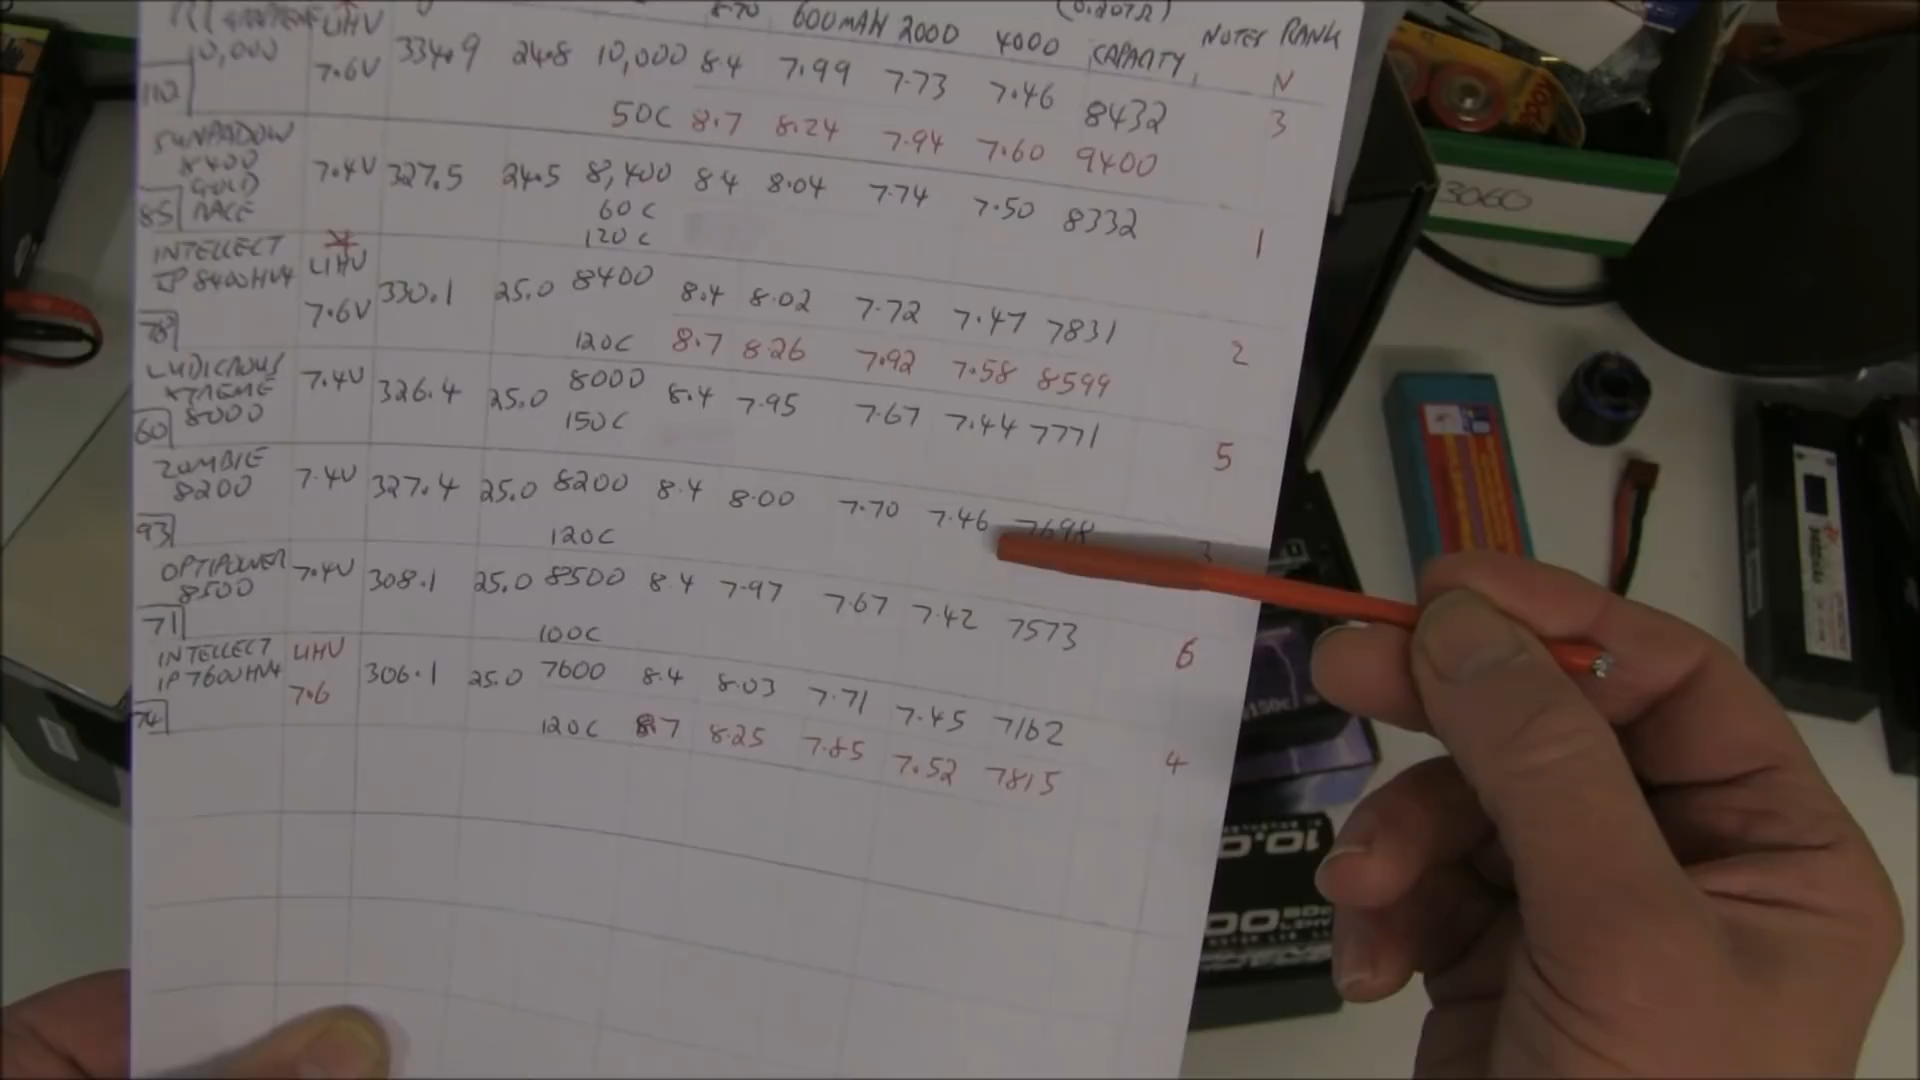 (0.207Ω)
8.70 600MAH 2000 4000 CAPACITY NOTES RANK
10,000 LIHV 7.6V 334.9 24.8 10,000 8.4 7.99 7.73 7.46 8432 N
110 50C 8.7 8.24 7.94 7.60 9400 3
SUNPADOW
8400 7.4V 327.5 24.5 8,400 8.4 8.04 7.74 7.50 8332
GOLD 60C
85 RACE 120C 1
INTELLECT LIHV
IP 8400HV4 7.6V 330.1 25.0 8400 8.4 8.02 7.72 7.47 7831
78 120C 8.7 8.26 7.92 7.58 8599 2
LUDICROUS
XTREME 7.4V 326.4 25.0 8000 8.4 7.95 7.67 7.44 7771
60 8000 150C 5
ZOMBIE
8200 7.4V 327.4 25.0 8200 8.4 8.00 7.70 7.46 7698
93 120C 3
OPTIPOWER
8500 7.4V 308.1 25.0 8500 8.4 7.97 7.67 7.42 7573
71 100C 6
INTELLECT LIHV
IP7600HV4 7.6 306.1 25.0 7600 8.4 8.03 7.71 7.45 7162
74 120C 8.7 8.25 7.85 7.52 7815 4
3060
150c
10.0